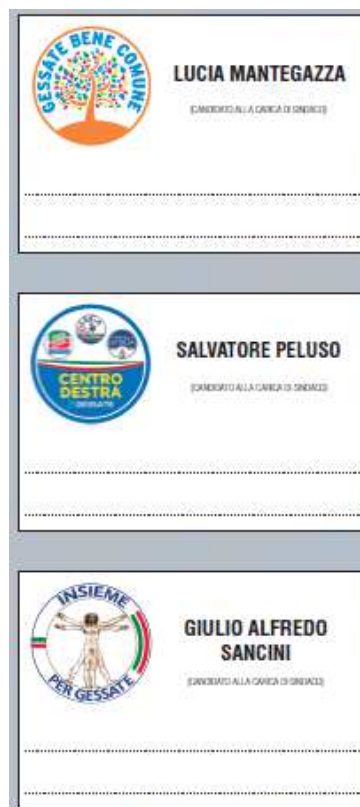 GESSATE BENE COMUNE
LUCIA MANTEGAZZA
(CANDIDATO ALLA CARICA DI SINDACO)
CENTRO
DESTRA
GESSATE
SALVATORE PELUSO
(CANDIDATO ALLA CARICA DI SINDACO)
INSIEME
PER GESSATE
GIULIO ALFREDO
SANCINI
(CANDIDATO ALLA CARICA DI SINDACO)